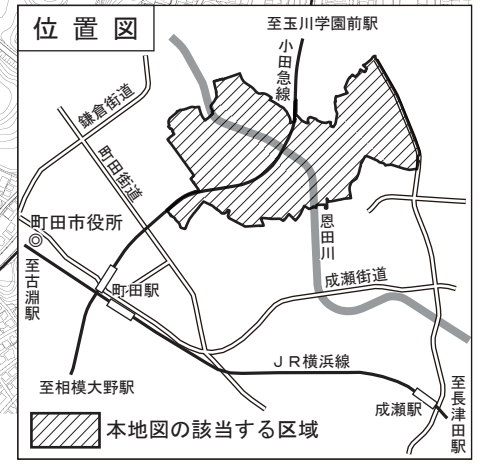 位置図
至玉川学園前駅
小田急線
鎌倉街道
町田街道
町田市役所
恩田川
至古淵駅
町田駅
成瀬街道
JR横浜線
至相模大野駅
成瀬駅
至長津田駅
本地図の該当する区域